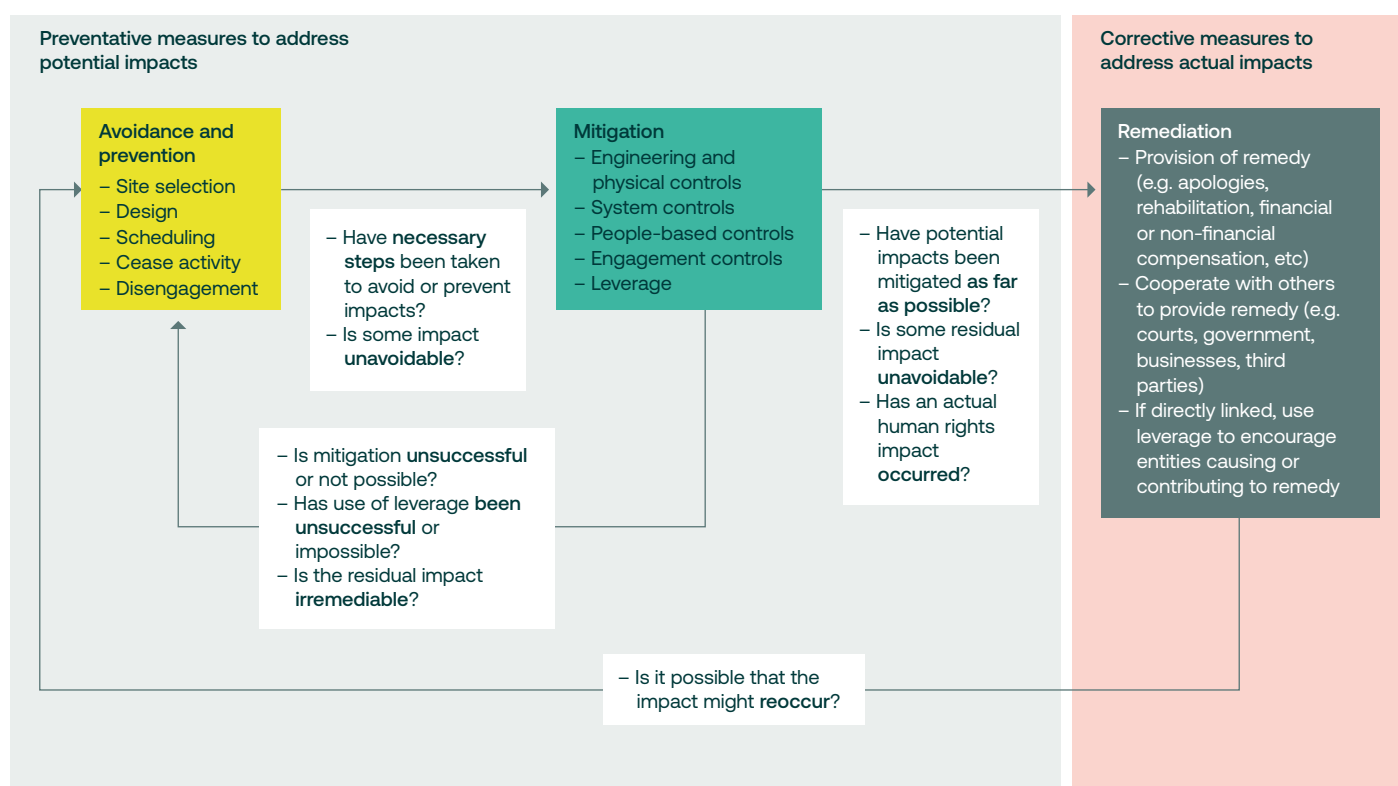 Preventative measures to address
potential impacts
Avoidance and
prevention
– Site selection
– Design
– Scheduling
– Cease activity
– Disengagement
– Have necessary
steps been taken
to avoid or prevent
impacts?
– Is some impact
unavoidable?
Mitigation
– Engineering and
physical controls
– System controls
– People-based controls
– Engagement controls
– Leverage
– Is mitigation unsuccessful
or not possible?
– Has use of leverage been
unsuccessful or
impossible?
– Is the residual impact
irremediable?
– Have potential
impacts been
mitigated as far
as possible?
– Is some residual
impact
unavoidable?
– Has an actual
human rights
impact
occurred?
Corrective measures to
address actual impacts
Remediation
– Provision of remedy
(e.g. apologies,
rehabilitation, financial
or non-financial
compensation, etc)
– Cooperate with others
to provide remedy (e.g.
courts, government,
businesses, third
parties)
– If directly linked, use
leverage to encourage
entities causing or
contributing to remedy
– Is it possible that the
impact might reoccur?